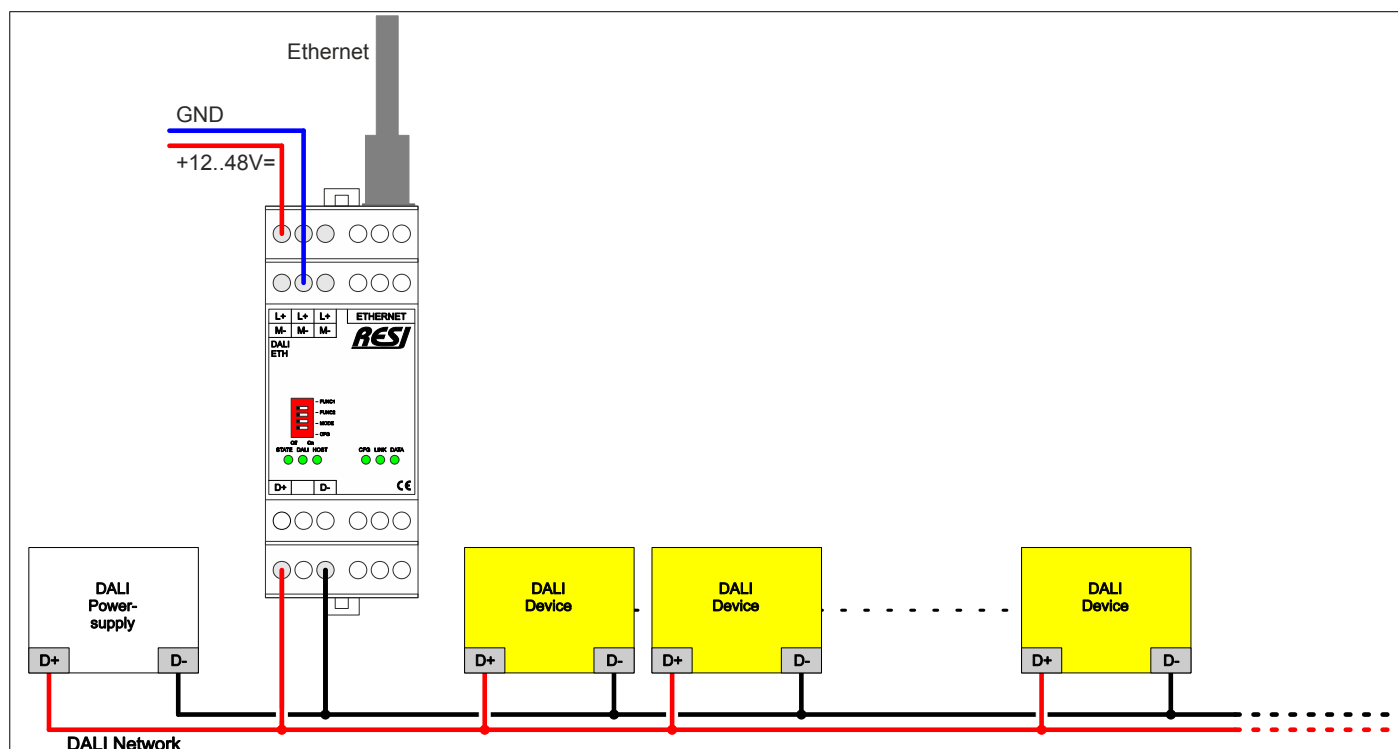 Ethernet
GND
+12..48V=
L+ L+ L+ ETHERNET
M- M- M- RESI
DALI
ETH
FUNC1
FUNC2
MODE
CFG
Off On
STATE DALI HOST CFG LINK DATA
D+ D- CE
DALI
Power-
supply
D+ D-
DALI
Device
D+ D-
DALI
Device
D+ D-
DALI
Device
D+ D-
DALI Network